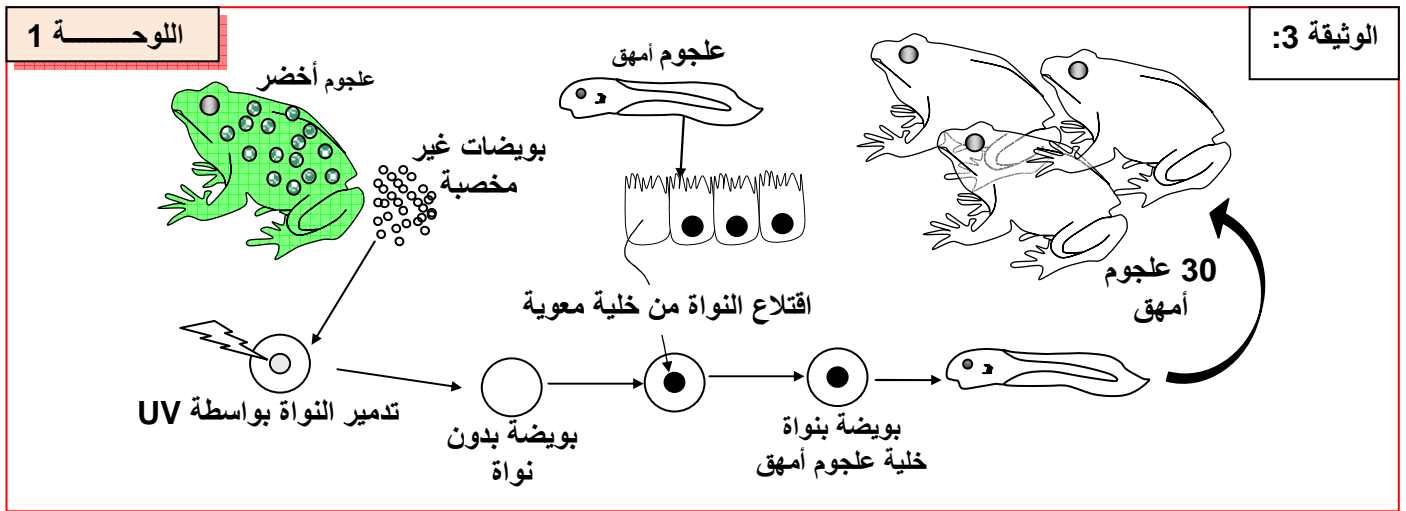 الوثيقة 3:
اللوحـــــــــة 1
علجوم أخضر
بويضات غير
مخصبة
علجوم أمهق
30 علجوم
أمهق
اقتلاع النواة من خلية معوية
تدمير النواة بواسطة UV
بويضة بدون
نواة
بويضة بنواة
خلية علجوم أمهق